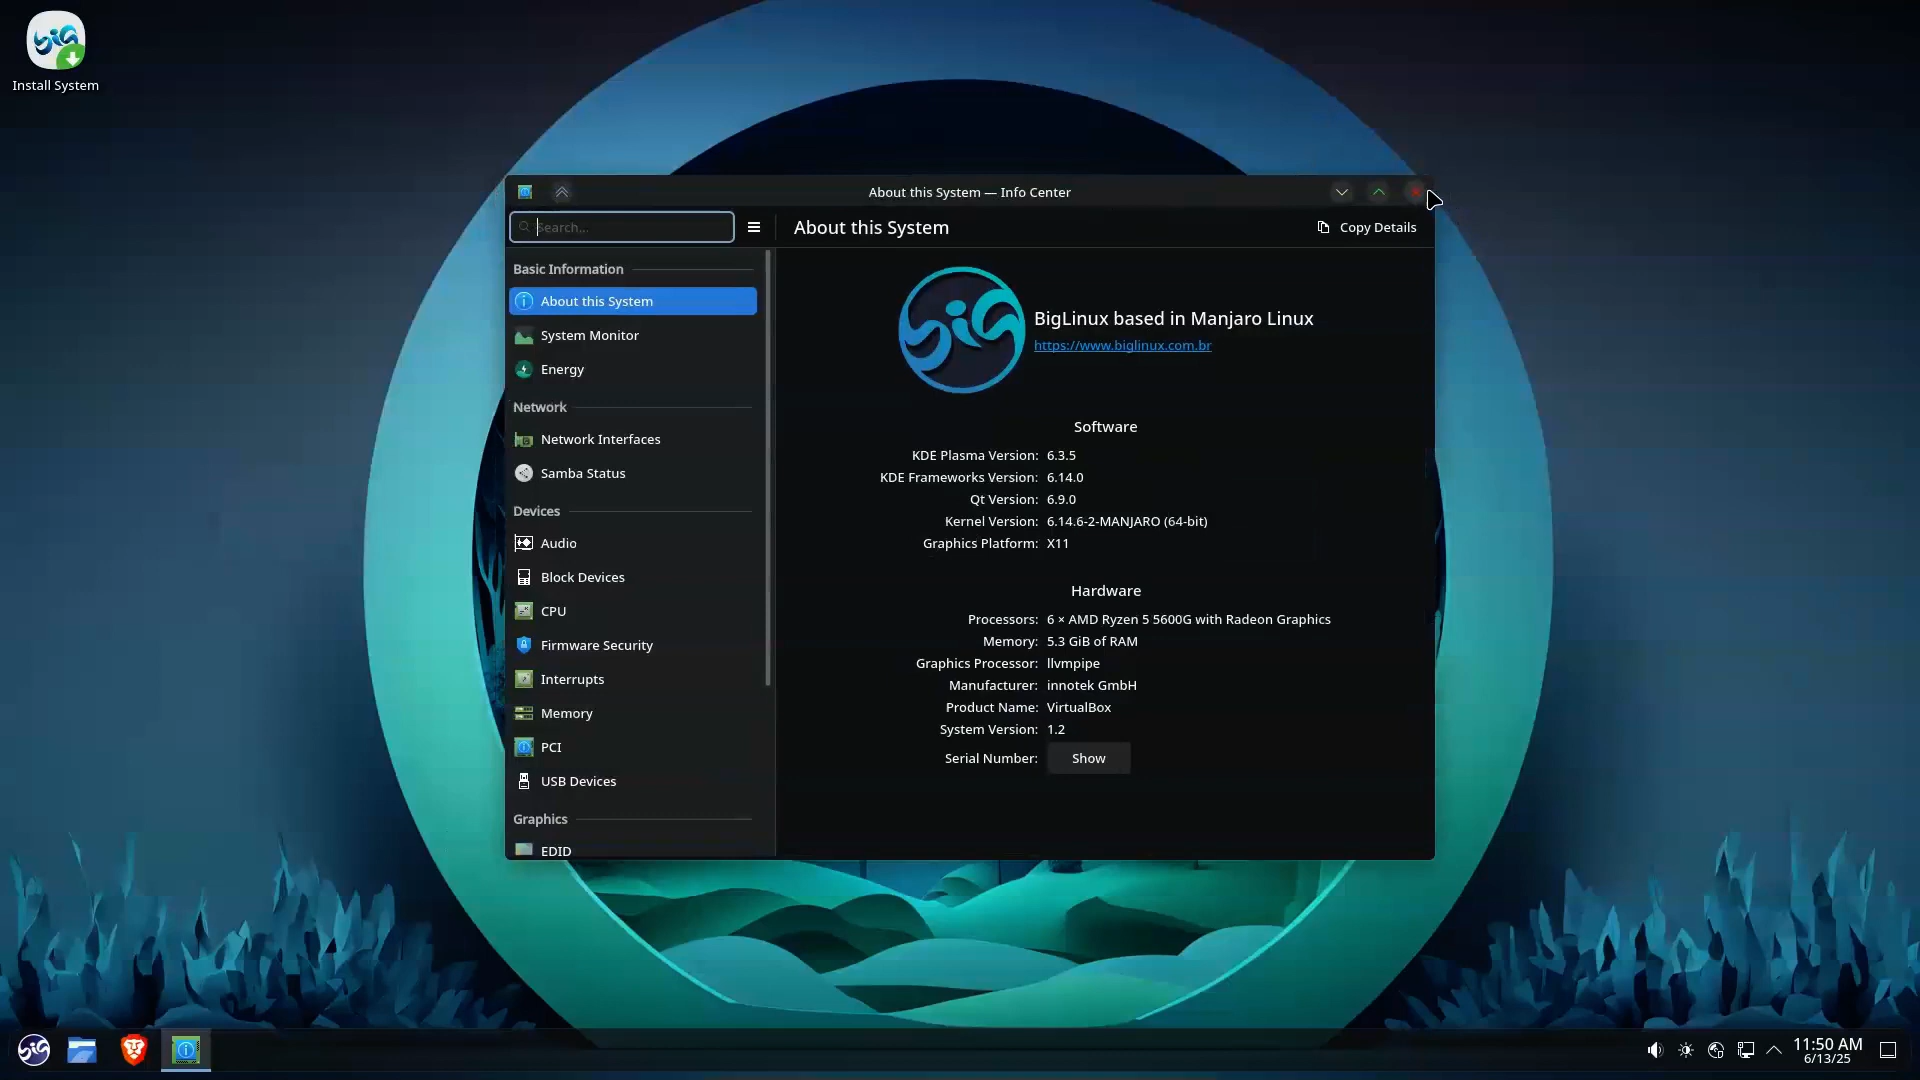 Install System
About this System — Info Center
Search...
About this System
Copy Details
Basic Information
About this System
System Monitor
Energy
Network
Network Interfaces
Samba Status
Devices
Audio
Block Devices
CPU
Firmware Security
Interrupts
Memory
PCI
USB Devices
Graphics
EDID
BigLinux based in Manjaro Linux
https://www.biglinux.com.br
Software
KDE Plasma Version: 6.3.5
KDE Frameworks Version: 6.14.0
Qt Version: 6.9.0
Kernel Version: 6.14.6-2-MANJARO (64-bit)
Graphics Platform: X11
Hardware
Processors: 6 × AMD Ryzen 5 5600G with Radeon Graphics
Memory: 5.3 GiB of RAM
Graphics Processor: llvmpipe
Manufacturer: innotek GmbH
Product Name: VirtualBox
System Version: 1.2
Serial Number: Show
11:50 AM
6/13/25